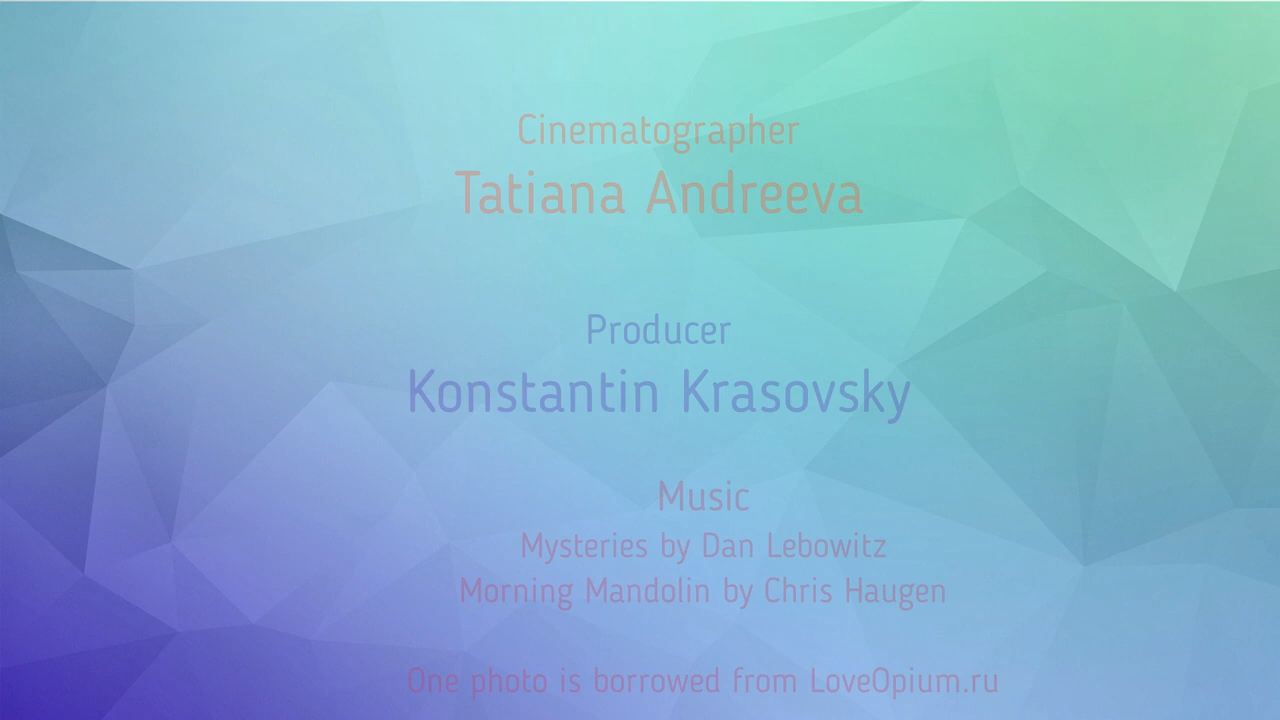 Cinematographer
Tatiana Andreeva
Producer
Konstantin Krasovsky
Music
Mysteries by Dan Lebowitz
Morning Mandolin by Chris Haugen
One photo is borrowed from LoveOpium.ru